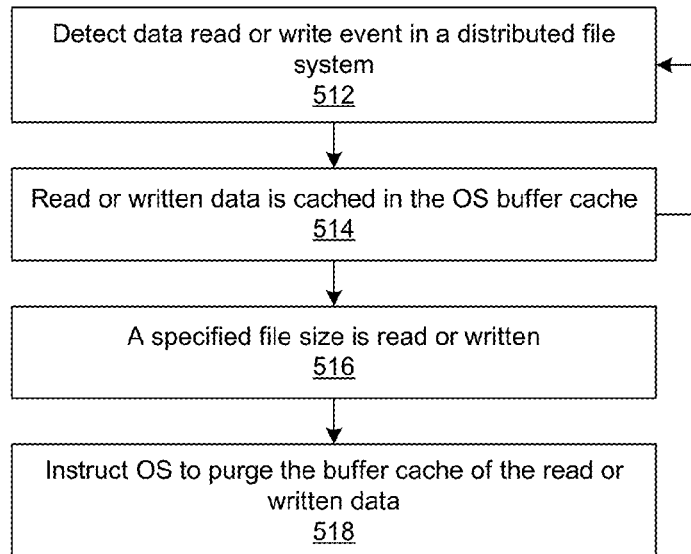 Detect data read or write event in a distributed file
system
512
Read or written data is cached in the OS buffer cache
514
A specified file size is read or written
516
Instruct OS to purge the buffer cache of the read or
written data
518